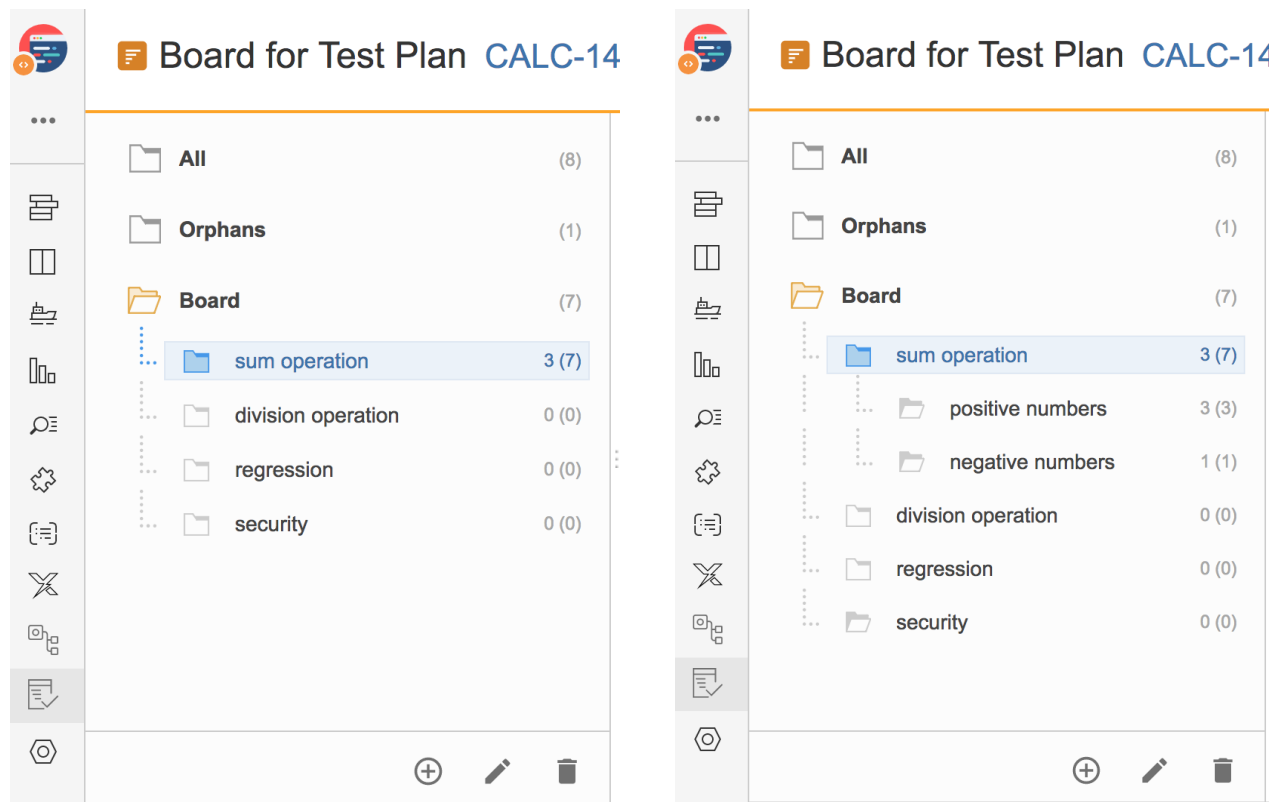 Board for Test Plan CALC-14
All (8)
Orphans (1)
Board (7)
sum operation 3 (7)
division operation 0 (0)
regression 0 (0)
security 0 (0)
Board for Test Plan CALC-14
All (8)
Orphans (1)
Board (7)
sum operation 3 (7)
positive numbers 3 (3)
negative numbers 1 (1)
division operation 0 (0)
regression 0 (0)
security 0 (0)